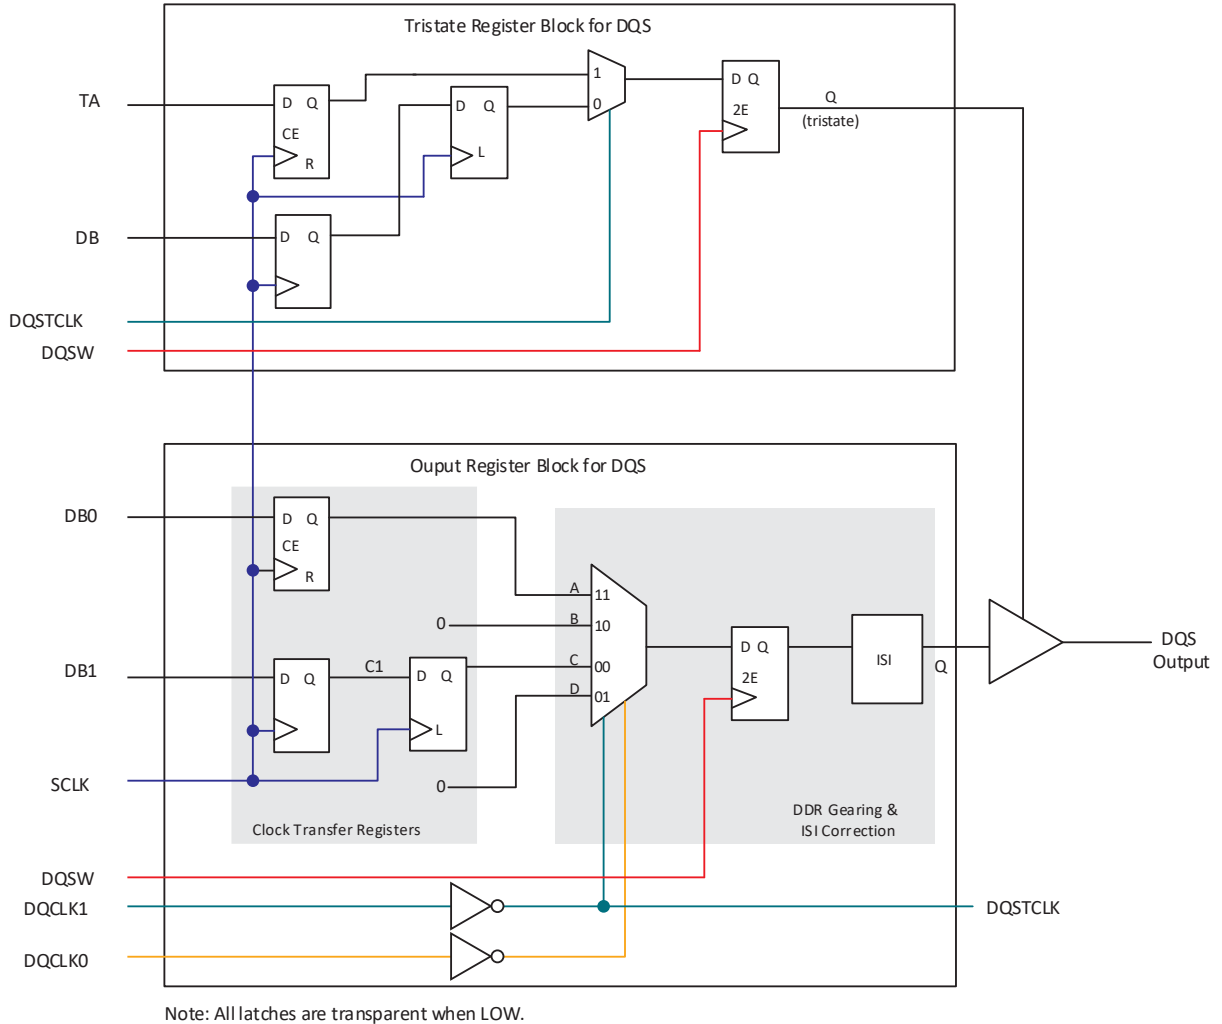 Tristate Register Block for DQS
TA
D Q
CE
R
D Q
L
1
0
D Q
2E
Q
(tristate)
DB
D Q
DQSTCLK
DQSW
Ouput Register Block for DQS
DB0
D Q
CE
R
A 11
0 B 10
C 00
D 01
DB1
D Q
C1
D Q
L
D Q
2E
ISI
Q
DQS
Output
SCLK
0
Clock Transfer Registers
DDR Gearing &
ISI Correction
DQSW
DQCLK1
DQSTCLK
DQCLK0
Note: All latches are transparent when LOW.